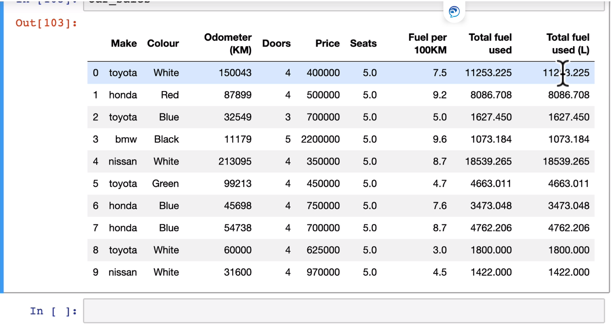 Out[103]:
Make Colour Odometer (KM) Doors Price Seats Fuel per 100KM Total fuel used Total fuel used (L)
0 toyota White 150043 4 400000 5.0 7.5 11253.225 11253.225
1 honda Red 87899 4 500000 5.0 9.2 8086.708 8086.708
2 toyota Blue 32549 3 700000 5.0 5.0 1627.450 1627.450
3 bmw Black 11179 5 2200000 5.0 9.6 1073.184 1073.184
4 nissan White 213095 4 350000 5.0 8.7 18539.265 18539.265
5 toyota Green 99213 4 450000 5.0 4.7 4663.011 4663.011
6 honda Blue 45698 4 750000 5.0 7.6 3473.048 3473.048
7 honda Blue 54738 4 700000 5.0 8.7 4762.206 4762.206
8 toyota White 60000 4 625000 5.0 3.0 1800.000 1800.000
9 nissan White 31600 4 970000 5.0 4.5 1422.000 1422.000
In [ ]: